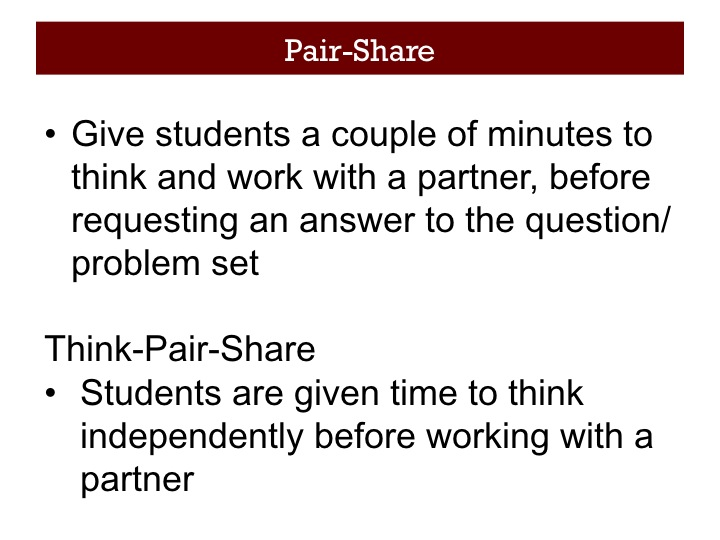 Pair-Share
• Give students a couple of minutes to
think and work with a partner, before
requesting an answer to the question/
problem set
Think-Pair-Share
• Students are given time to think
independently before working with a
partner